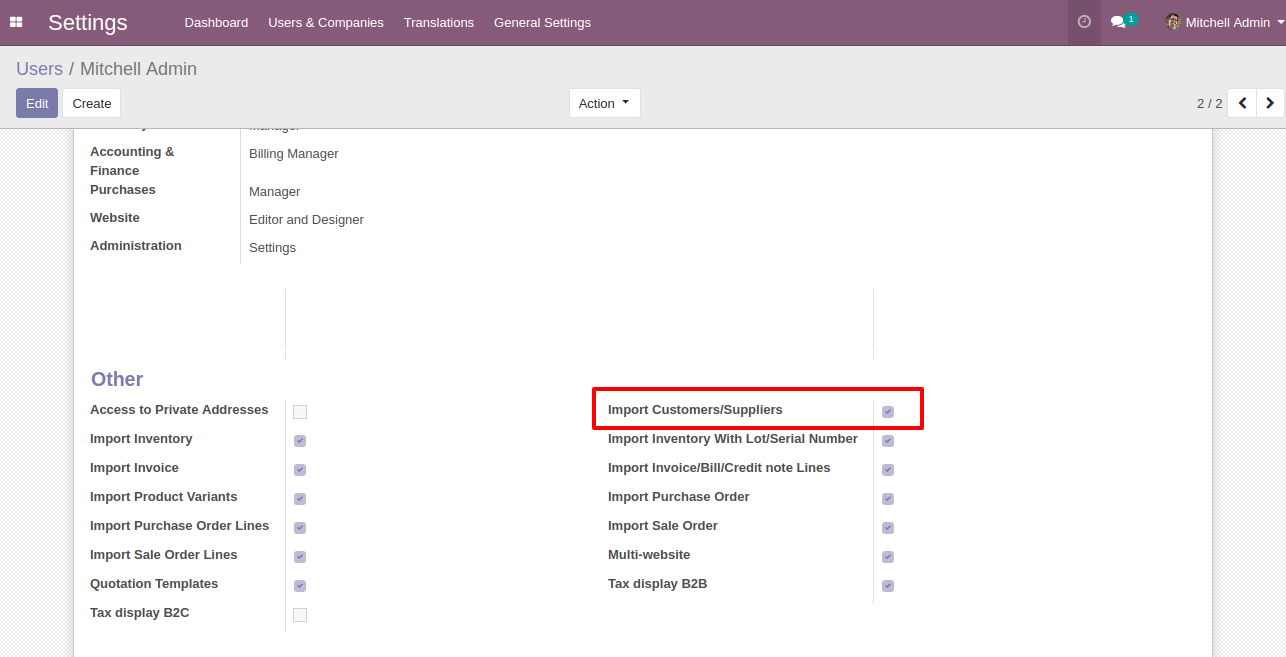 Settings Dashboard Users & Companies Translations General Settings 1 Mitchell Admin
Users / Mitchell Admin
Edit Create Action 2 / 2
Accounting & Finance Billing Manager
Purchases Manager
Website Editor and Designer
Administration Settings
Other
Access to Private Addresses Import Customers/Suppliers
Import Inventory Import Inventory With Lot/Serial Number
Import Invoice Import Invoice/Bill/Credit note Lines
Import Product Variants Import Purchase Order
Import Purchase Order Lines Import Sale Order
Import Sale Order Lines Multi-website
Quotation Templates Tax display B2B
Tax display B2C